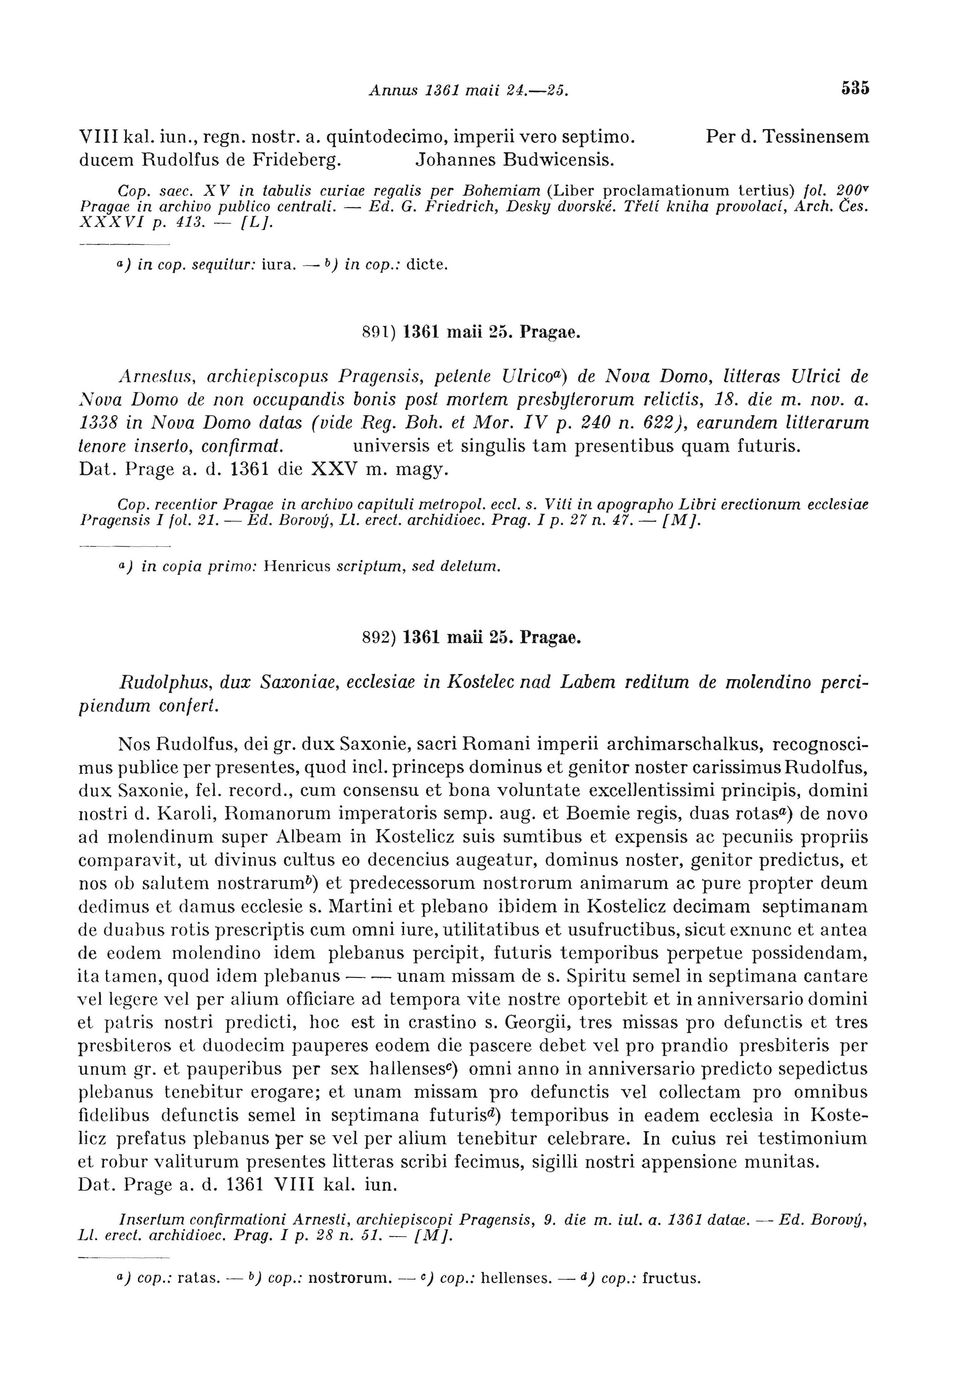 Annus 1361 maii 24.—25. 535
VIII kal. iun., regn. nostr. a. quintodecimo, imperii vero septimo. Per d. Tessinensem
ducem Rudolfus de Frideberg. Johannes Budwicensis.
Cop. saec. XV in tabulis curiae regalis per Bohemiam (Liber proclamationum tertius) fol. 200v
Pragae in archivo publico centrali. — Ed. G. Friedrich, Desky dvorské. Třetí kniha provolací, Arch. Čes.
XXXVI p. 413. — [L].
a) in cop. sequitur: iura. — b) in cop.: dicte.
891) 1361 maii 25. Pragae.
Arnestus, archiepiscopus Pragensis, petente Ulricoa) de Nova Domo, litteras Ulrici de
Nova Domo de non occupandis bonis post mortem presbyterorum relictis, 18. die m. nov. a.
1338 in Nova Domo datas (vide Reg. Boh. et Mor. IV p. 240 n. 622), earundem litterarum
tenore inserto, confirmat. universis et singulis tam presentibus quam futuris.
Dat. Prage a. d. 1361 die XXV m. magy.
Cop. recentior Pragae in archivo capituli metropol. eccl. s. Viti in apographo Libri erectionum ecclesiae
Pragensis I fol. 21. — Ed. Borový, Ll. erect. archidioec. Prag. I p. 27 n. 47. — [M].
a) in copia primo: Henricus scriptum, sed deletum.
892) 1361 maii 25. Pragae.
Rudolphus, dux Saxoniae, ecclesiae in Kostelec nad Labem reditum de molendino perci-
piendum confert.
Nos Rudolfus, dei gr. dux Saxonie, sacri Romani imperii archimarschalkus, recognosci-
mus publice per presentes, quod incl. princeps dominus et genitor noster carissimus Rudolfus,
dux Saxonie, fel. record., cum consensu et bona voluntate excellentissimi principis, domini
nostri d. Karoli, Romanorum imperatoris semp. aug. et Boemie regis, duas rotasa) de novo
ad molendinum super Albeam in Kostelicz suis sumtibus et expensis ac pecuniis propriis
comparavit, ut divinus cultus eo decencius augeatur, dominus noster, genitor predictus, et
nos ob salutem nostrarumb) et predecessorum nostrorum animarum ac pure propter deum
dedimus et damus ecclesie s. Martini et plebano ibidem in Kostelicz decimam septimanam
de duabus rotis prescriptis cum omni iure, utilitatibus et usufructibus, sicut exnunc et antea
de eodem molendino idem plebanus percipit, futuris temporibus perpetue possidendam,
ita tamen, quod idem plebanus — — unam missam de s. Spiritu semel in septimana cantare
vel legere vel per alium officiare ad tempora vite nostre oportebit et in anniversario domini
et patris nostri predicti, hoc est in crastino s. Georgii, tres missas pro defunctis et tres
presbiteros et duodecim pauperes eodem die pascere debet vel pro prandio presbiteris per
unum gr. et pauperibus per sex hallensesc) omni anno in anniversario predicto sepedictus
plebanus tenebitur erogare; et unam missam pro defunctis vel collectam pro omnibus
fidelibus defunctis semel in septimana futurisd) temporibus in eadem ecclesia in Koste-
licz prefatus plebanus per se vel per alium tenebitur celebrare. In cuius rei testimonium
et robur valiturum presentes litteras scribi fecimus, sigilli nostri appensione munitas.
Dat. Prage a. d. 1361 VIII kal. iun.
Insertum confirmationi Arnesti, archiepiscopi Pragensis, 9. die m. iul. a. 1361 datae. — Ed. Borový,
Ll. erect. archidioec. Prag. I p. 28 n. 51. — [M].
a) cop.: ratas. — b) cop.: nostrorum. — c) cop.: hellenses. — d) cop.: fructus.